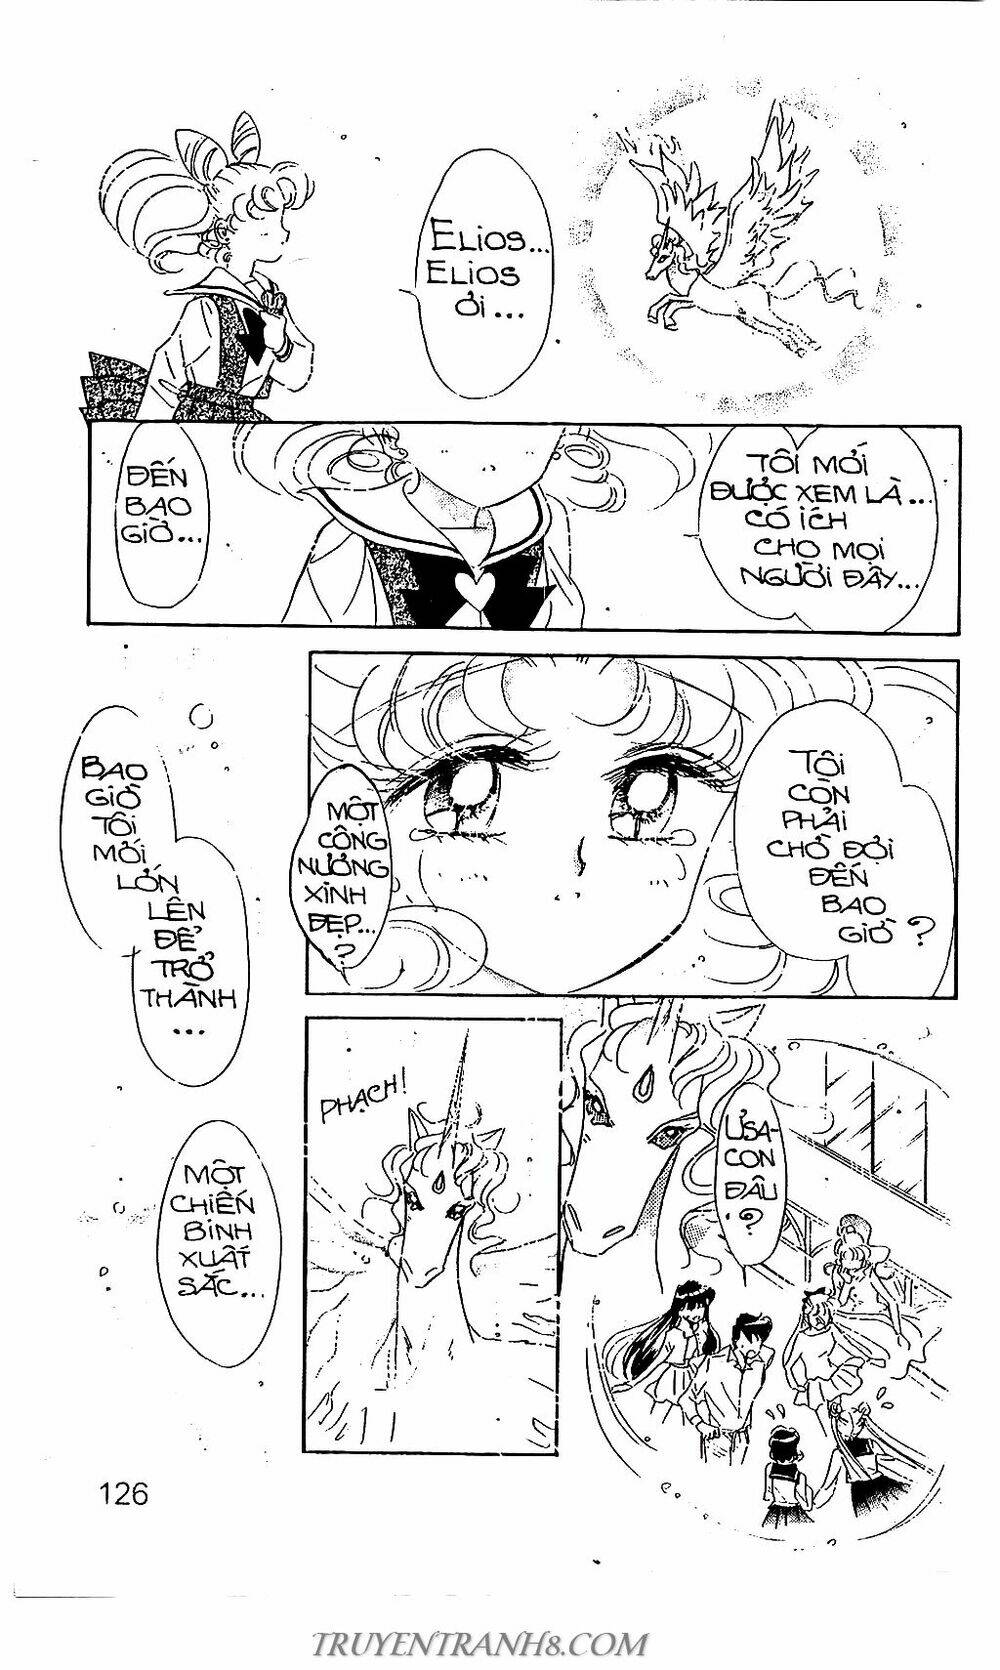 ELIOS...
ELIOS
ƠI...
TÔI MỚI
ĐƯỢC XEM LÀ...
CÓ ÍCH
CHO MỌI
NGƯỜI ĐÂY...
ĐẾN
BAO
GIỜ...
TÔI
CÒN
PHẢI
CHỜ ĐỢI
ĐẾN
BAO
GIỜ?
MỘT
CÔNG
NƯƠNG
XINH
ĐẸP...
?
BAO
GIỜ
TÔI
MỚI
LỚN
LÊN
ĐỂ
TRỞ
THÀNH
...
MỘT
CHIẾN
BINH
XUẤT
SẮC...
PHẠCH!
ƯSA-
CON
ĐÂU
?
126
TRUYENTRANH8.COM